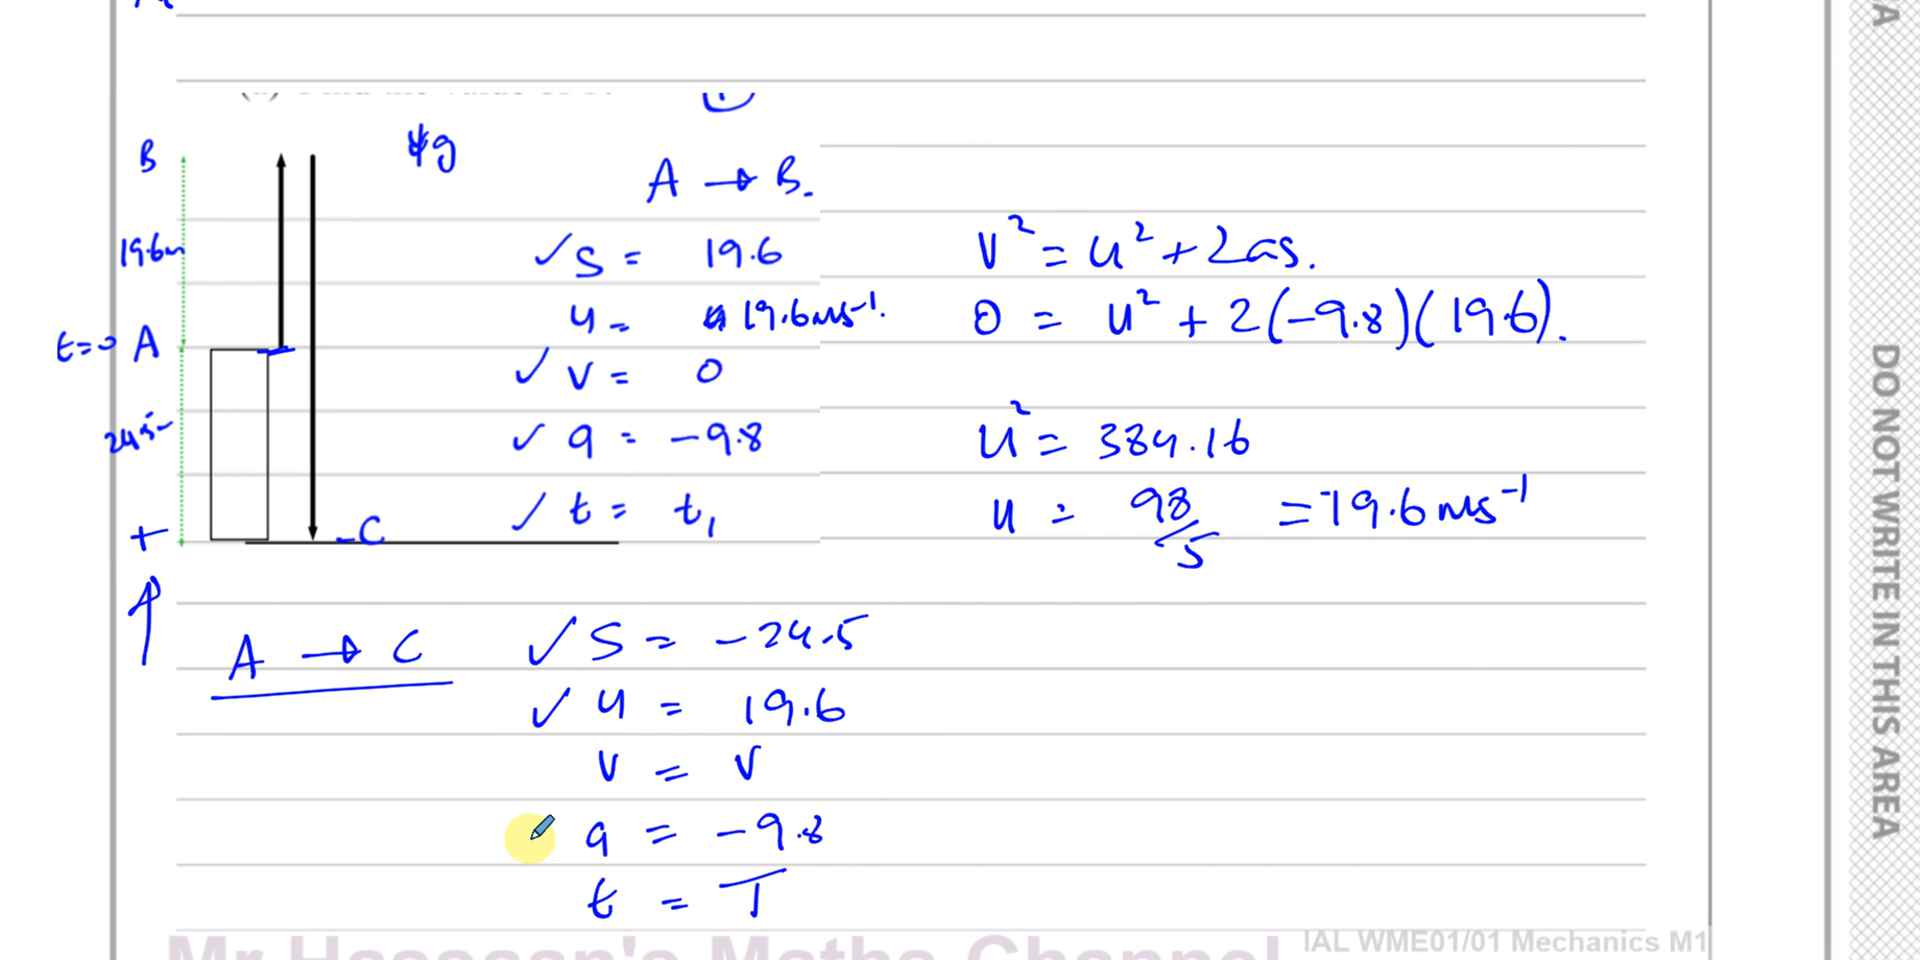 B
↓g
A → B.
19.6m
✓ s = 19.6
u = 19.6ms⁻¹.
t=0 A
✓ v = 0
24.5
✓ a = -9.8
✓ t = t₁
+
C
v² = u² + 2as.
0 = u² + 2(-9.8)(19.6).
u² = 384.16
u = 98/5 = 19.6ms⁻¹
A → C
✓ s = -24.5
✓ u = 19.6
v = v
a = -9.8
t = T
IAL WME01/01 Mechanics M1
DO NOT WRITE IN THIS AREA